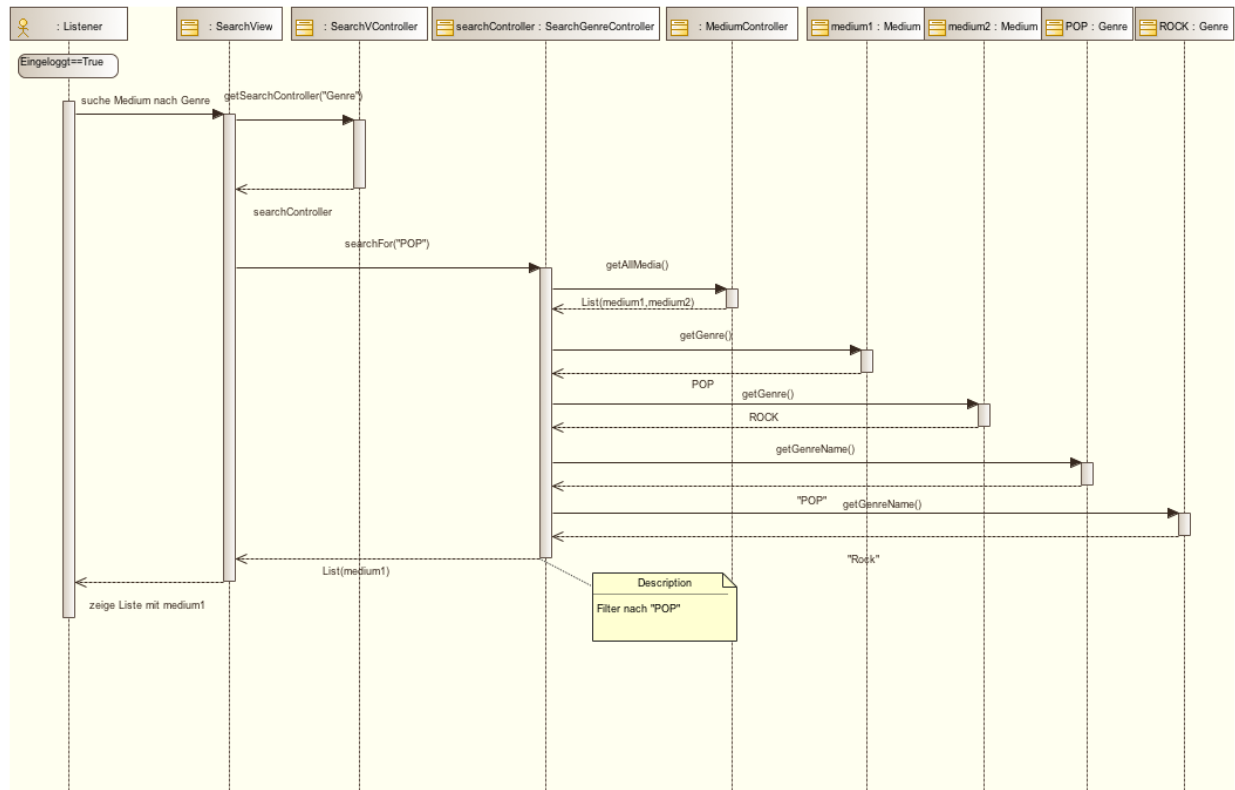 : Listener
: SearchView
: SearchVController
searchController : SearchGenreController
: MediumController
medium1 : Medium
medium2 : Medium
POP : Genre
ROCK : Genre
Eingeloggt==True
suche Medium nach Genre
getSearchController("Genre")
searchController
searchFor("POP")
getAllMedia()
List(medium1,medium2)
getGenre()
POP
getGenre()
ROCK
getGenreName()
"POP"
getGenreName()
"Rock"
List(medium1)
Description
Filter nach "POP"
zeige Liste mit medium1